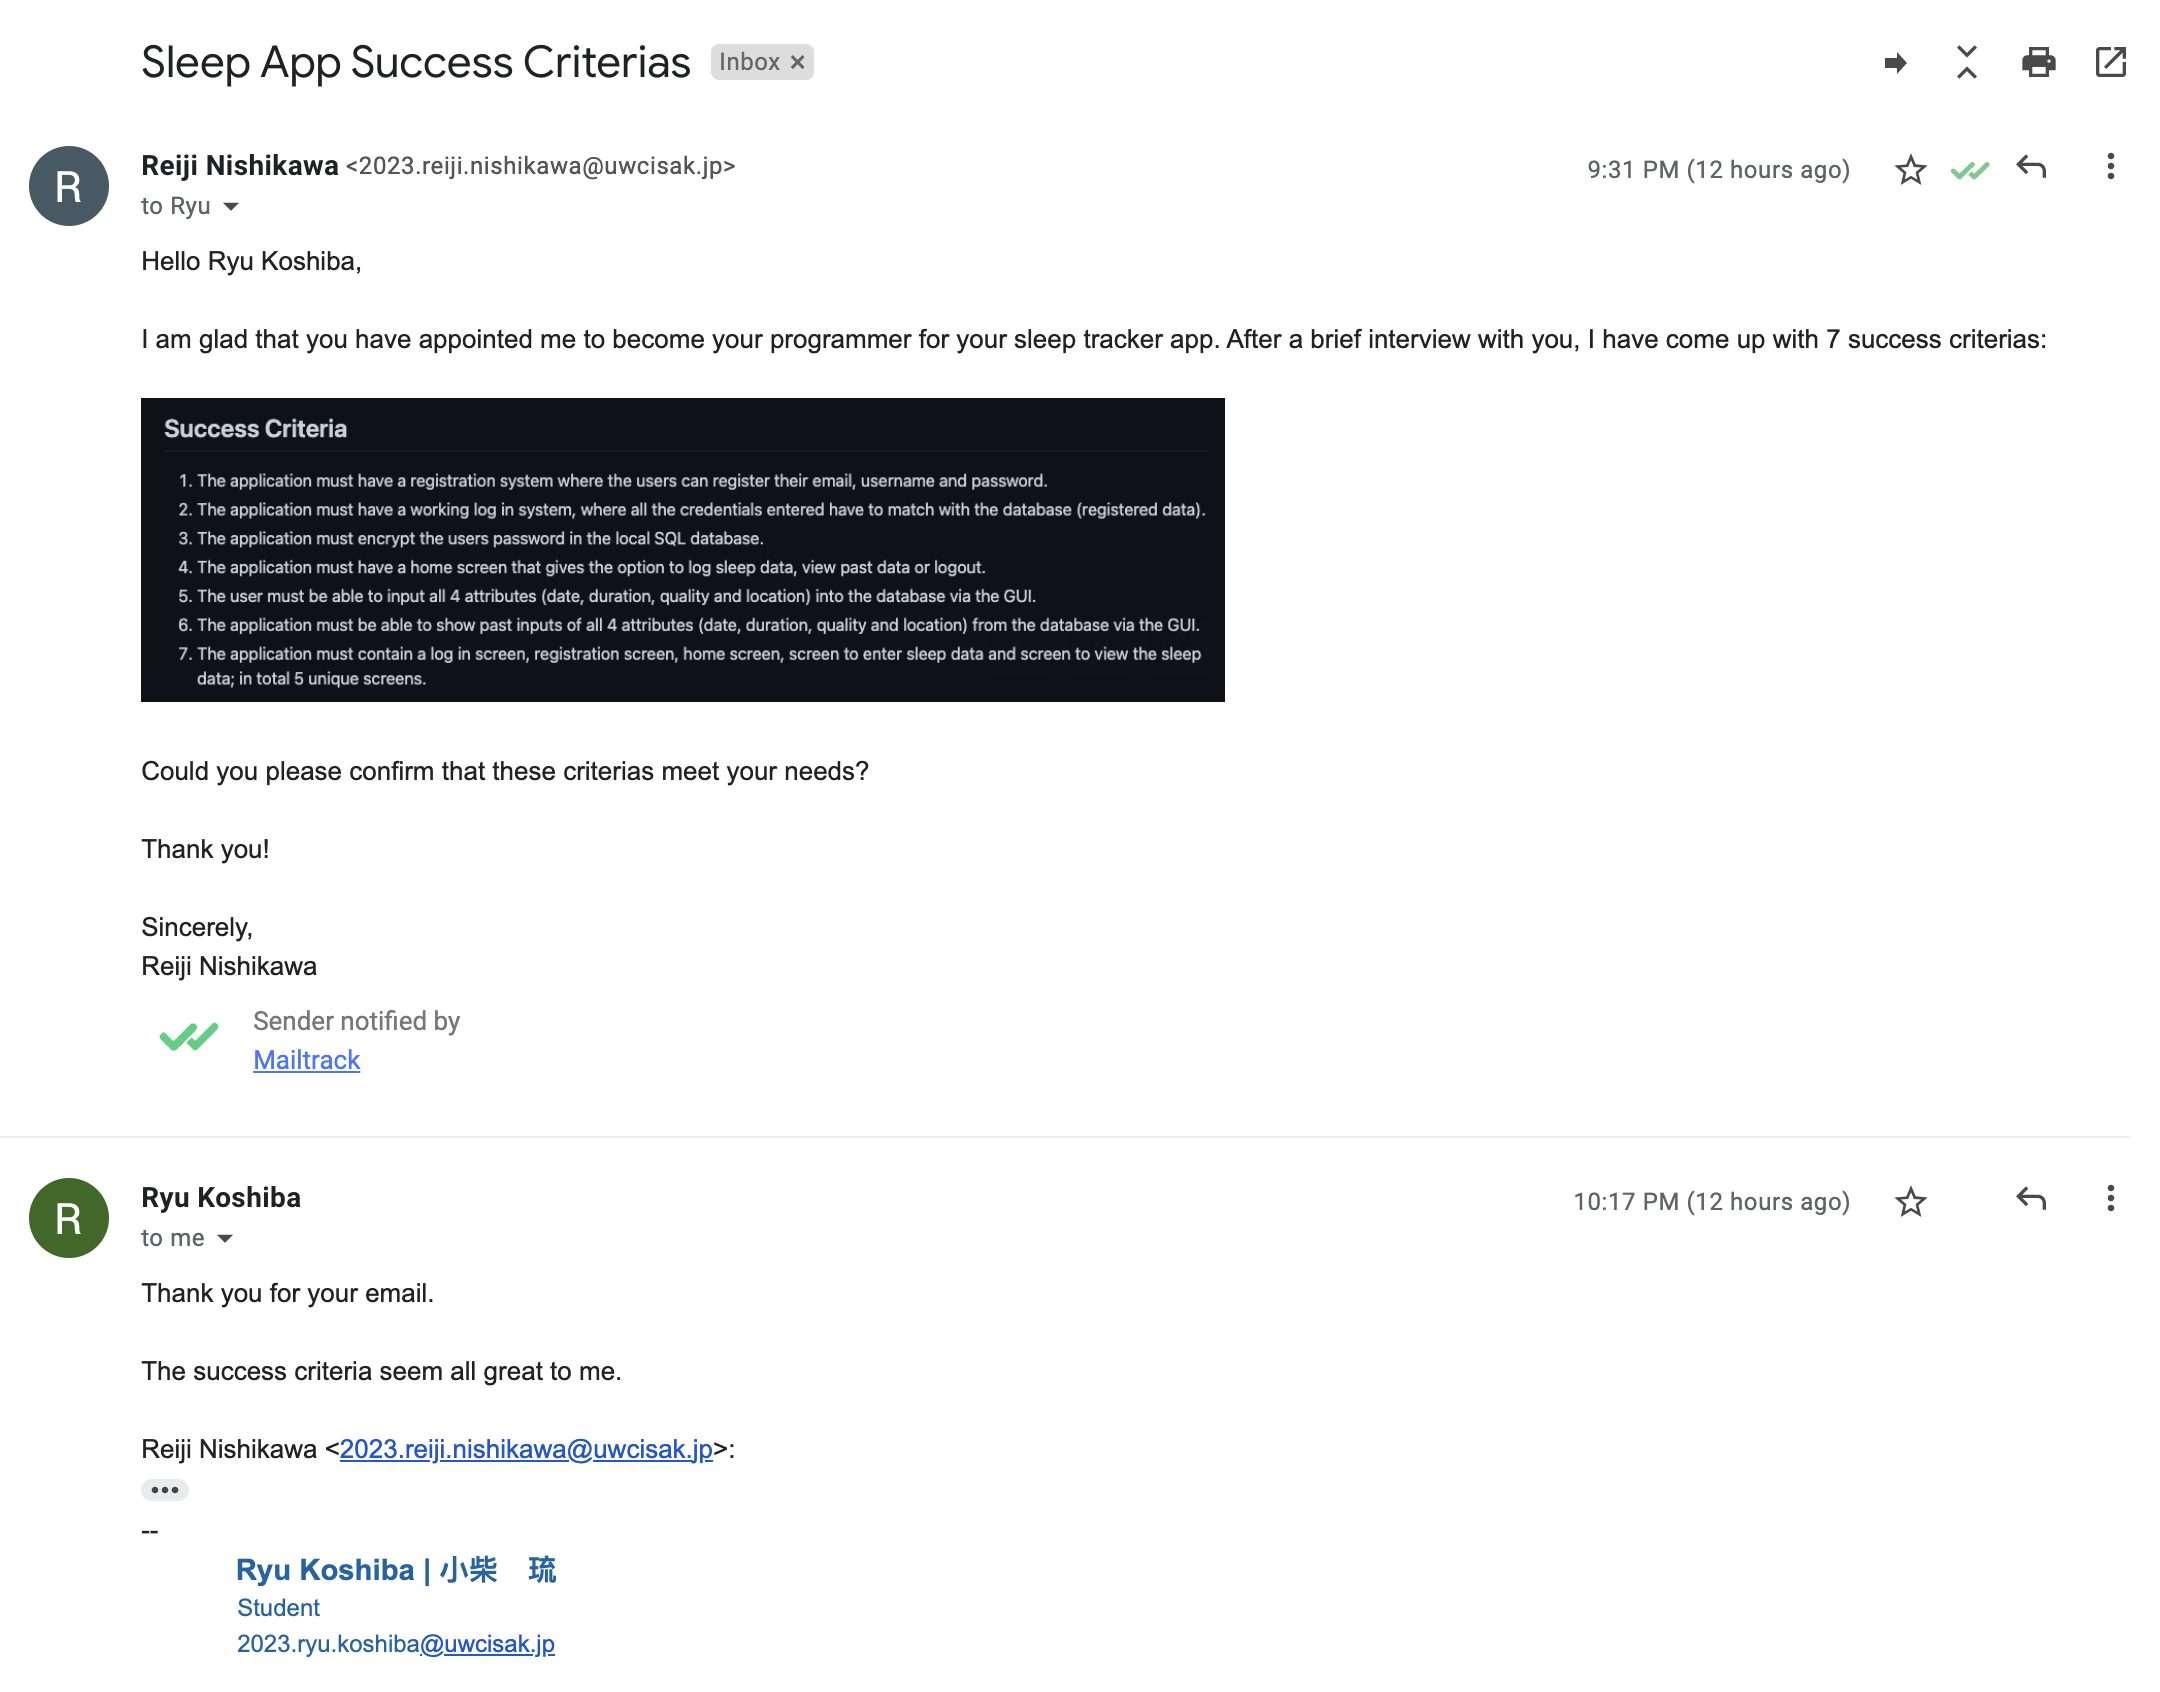 Sleep App Success Criterias Inbox ×
Reiji Nishikawa <2023.reiji.nishikawa@uwcisak.jp> 9:31 PM (12 hours ago)
to Ryu
Hello Ryu Koshiba,
I am glad that you have appointed me to become your programmer for your sleep tracker app. After a brief interview with you, I have come up with 7 success criterias:
Success Criteria
1. The application must have a registration system where the users can register their email, username and password.
2. The application must have a working log in system, where all the credentials entered have to match with the database (registered data).
3. The application must encrypt the users password in the local SQL database.
4. The application must have a home screen that gives the option to log sleep data, view past data or logout.
5. The user must be able to input all 4 attributes (date, duration, quality and location) into the database via the GUI.
6. The application must be able to show past inputs of all 4 attributes (date, duration, quality and location) from the database via the GUI.
7. The application must contain a log in screen, registration screen, home screen, screen to enter sleep data and screen to view the sleep
data; in total 5 unique screens.
Could you please confirm that these criterias meet your needs?
Thank you!
Sincerely,
Reiji Nishikawa
Sender notified by
Mailtrack
R
R
Ryu Koshiba 10:17 PM (12 hours ago)
to me
Thank you for your email.
The success criteria seem all great to me.
Reiji Nishikawa <2023.reiji.nishikawa@uwcisak.jp>:
•••
--
Ryu Koshiba | 小柴　琉
Student
2023.ryu.koshiba@uwcisak.jp